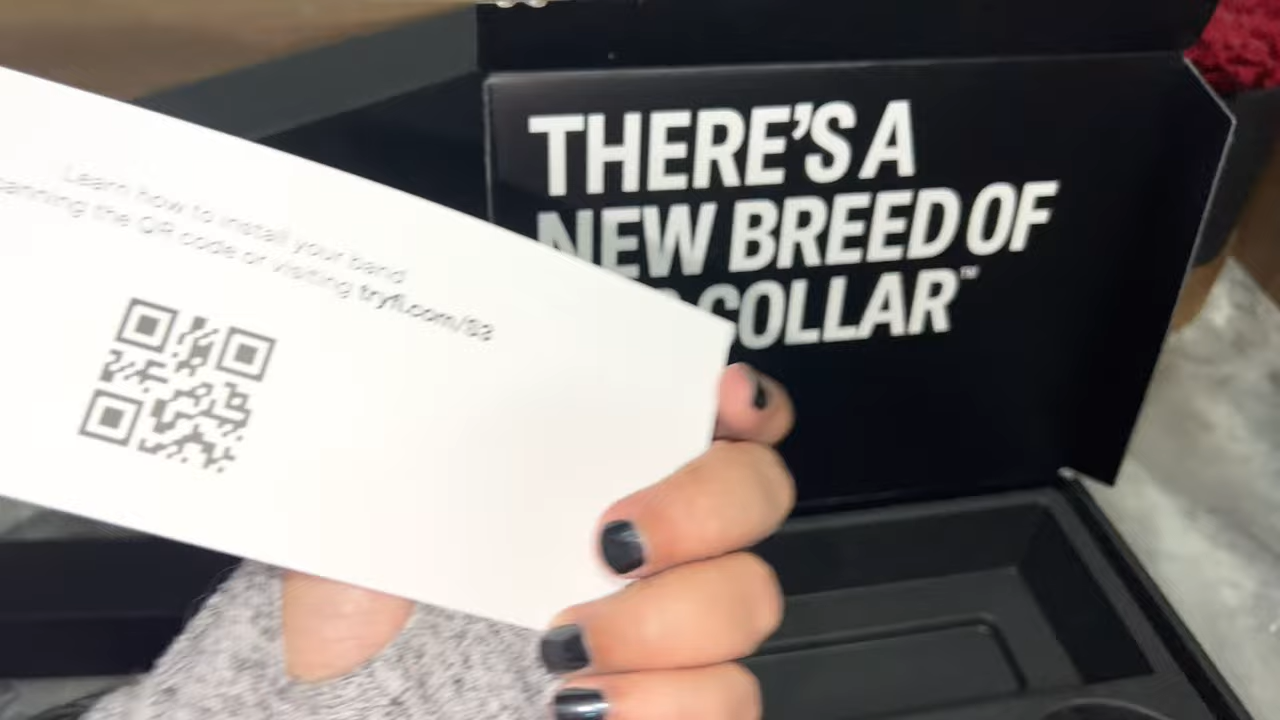 Learn how to install your band
scanning the QR code or visiting tryfi.com/S3
THERE'S A
NEW BREED OF
COLLAR™